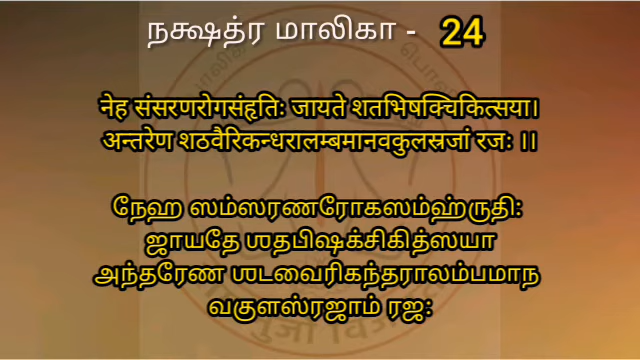 நக்ஷத்ர மாலிகா - 24
नेह संसरणरोगसंहृतिः जायते शतभिषक्चिकित्सया।
अन्तरेण शठवैरिकन्धरालम्बमानवकुलस्रजां रजः ।।
நேஹ ஸம்ஸரணரோகஸம்ஹ்ருதி:
ஜாயதே ஶதபிஷக்சிகித்ஸயா
அந்தரேண ஶடவைரிகந்தராலம்பமாந
வகுளஸ்ரஜாம் ரஜ: